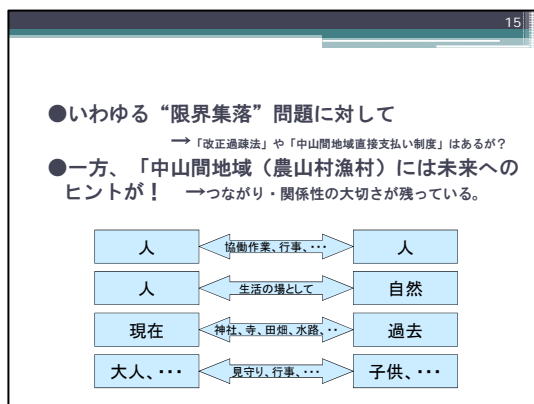 15
●いわゆる“限界集落”問題に対して
→「改正過疎法」や「中山間地域直接支払い制度」はあるが？
●一方、「中山間地域（農山村漁村）には未来への
ヒントが！　→つながり・関係性の大切さが残っている。
人 協働作業、行事、･･･ 人
人 生活の場として 自然
現在 神社、寺、田畑、水路、･･ 過去
大人、･･･ 見守り、行事、･･･ 子供、･･･